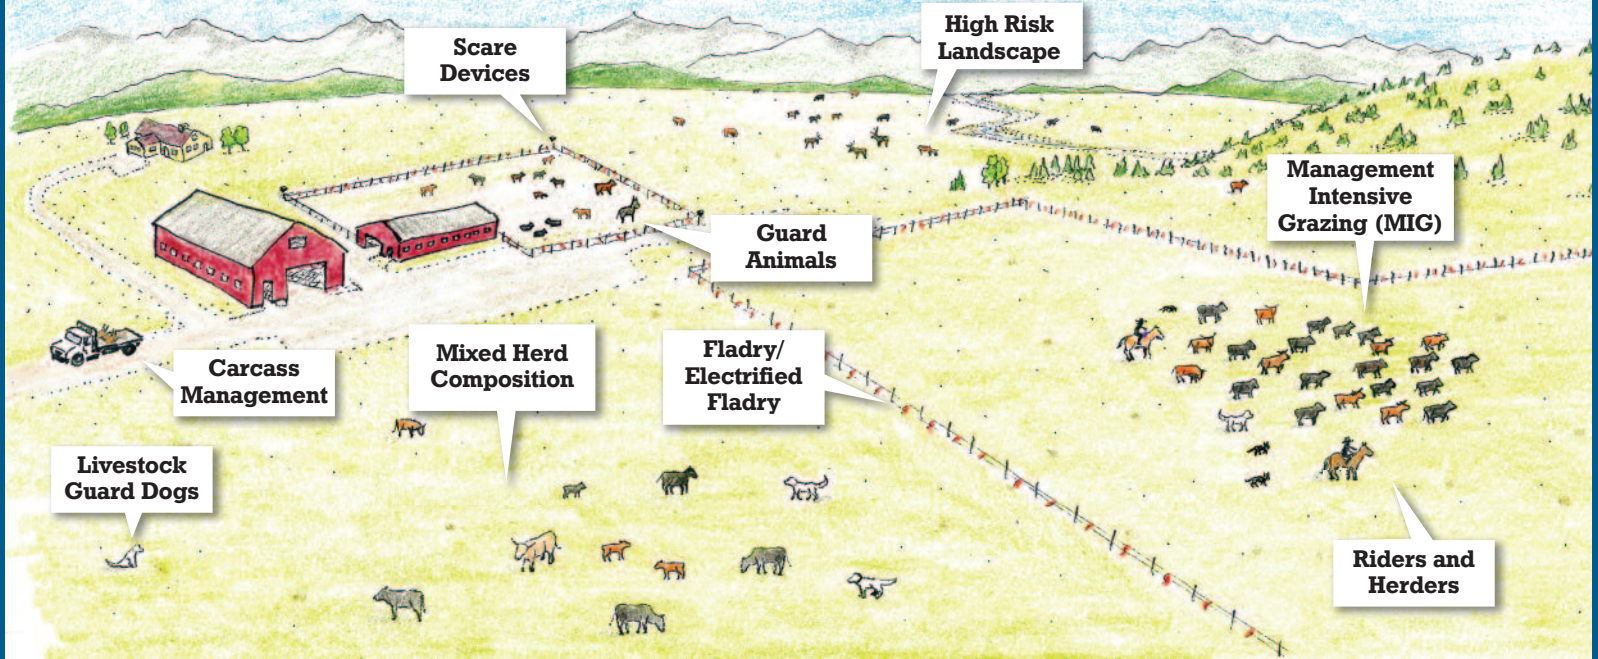 Scare
Devices
High Risk
Landscape
Management
Intensive
Grazing (MIG)
Guard
Animals
Carcass
Management
Mixed Herd
Composition
Fladry/
Electrified
Fladry
Livestock
Guard Dogs
Riders and
Herders